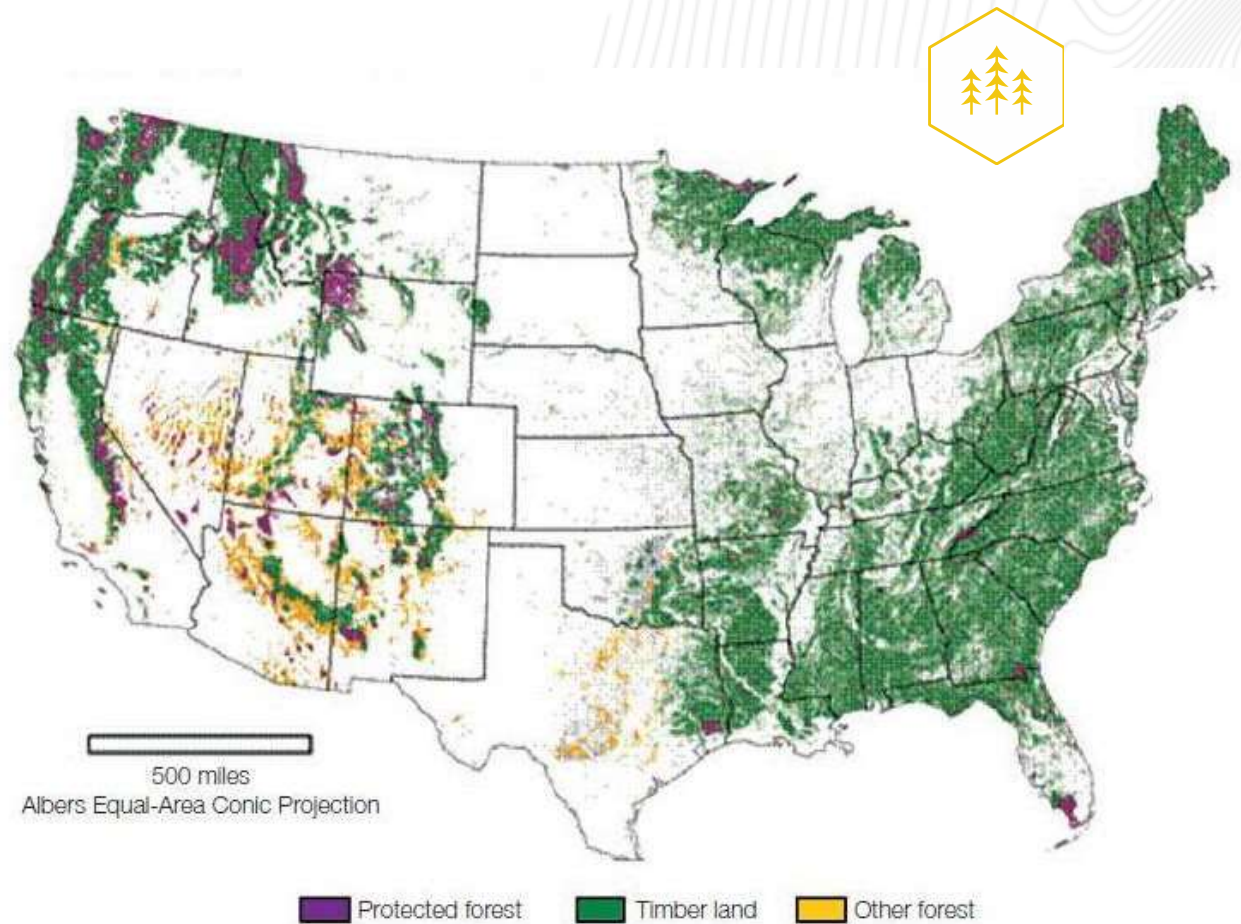 500 miles
Albers Equal-Area Conic Projection
Protected forest
Timber land
Other forest